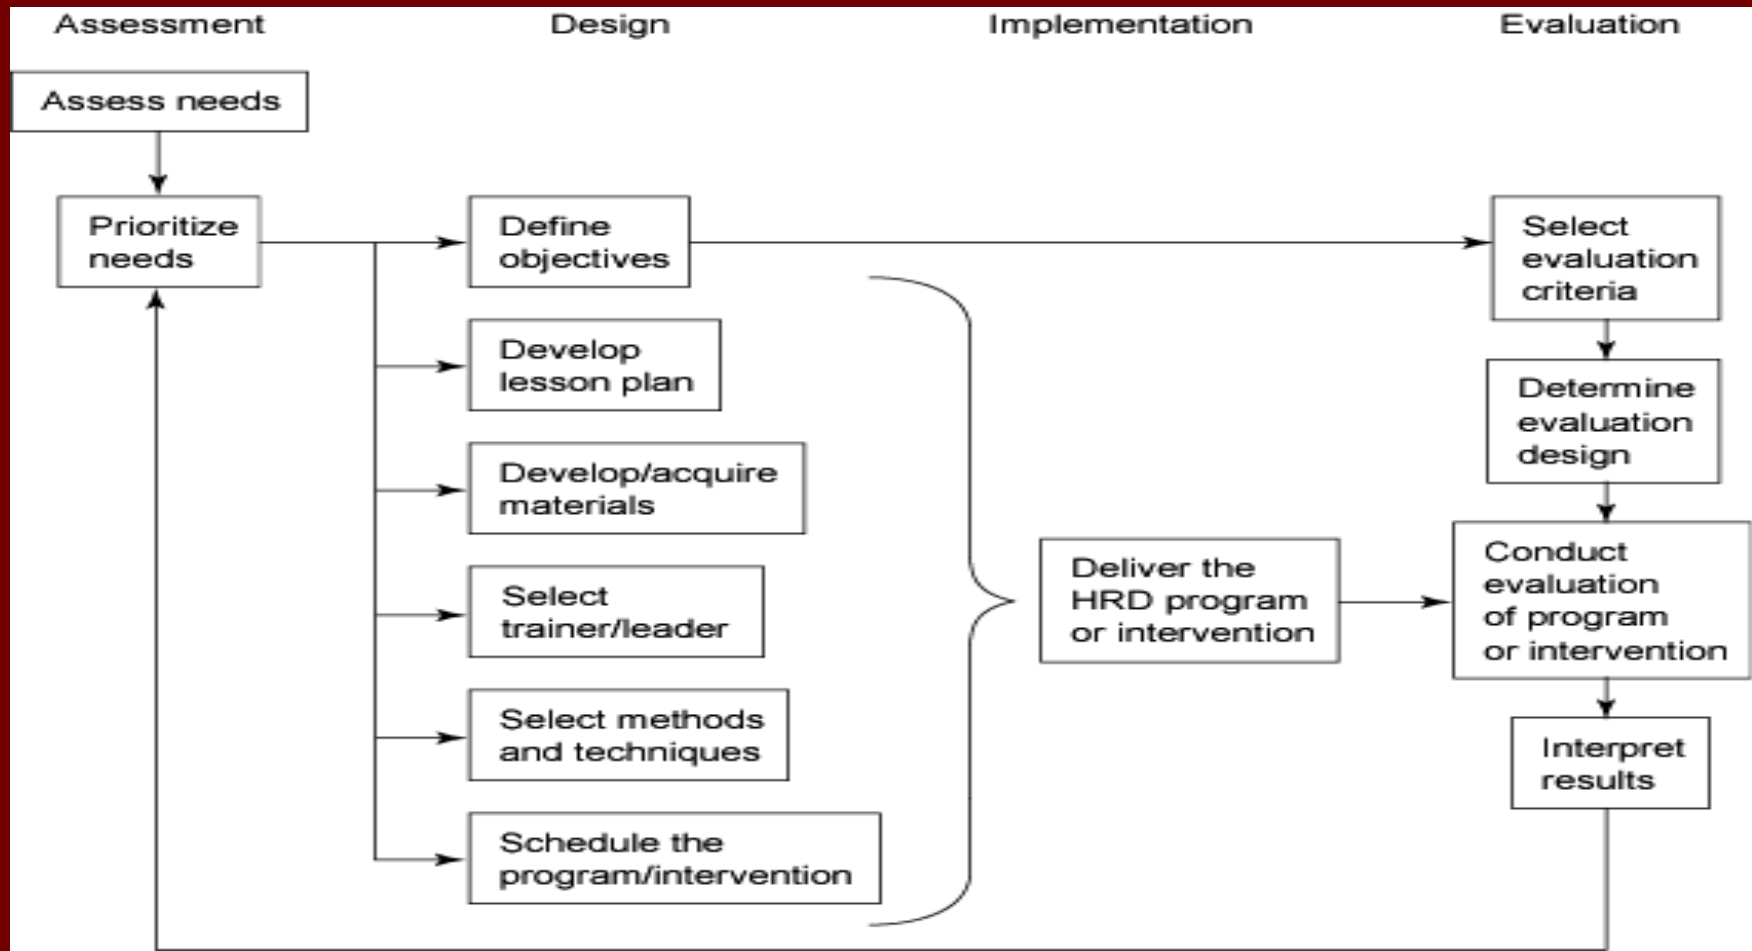 Assessment
Design
Implementation
Evaluation
Assess needs
Prioritize
needs
Define
objectives
Develop
lesson plan
Develop/acquire
materials
Select
trainer/leader
Select methods
and techniques
Schedule the
program/intervention
Deliver the
HRD program
or intervention
Select
evaluation
criteria
Determine
evaluation
design
Conduct
evaluation
of program
or intervention
Interpret
results